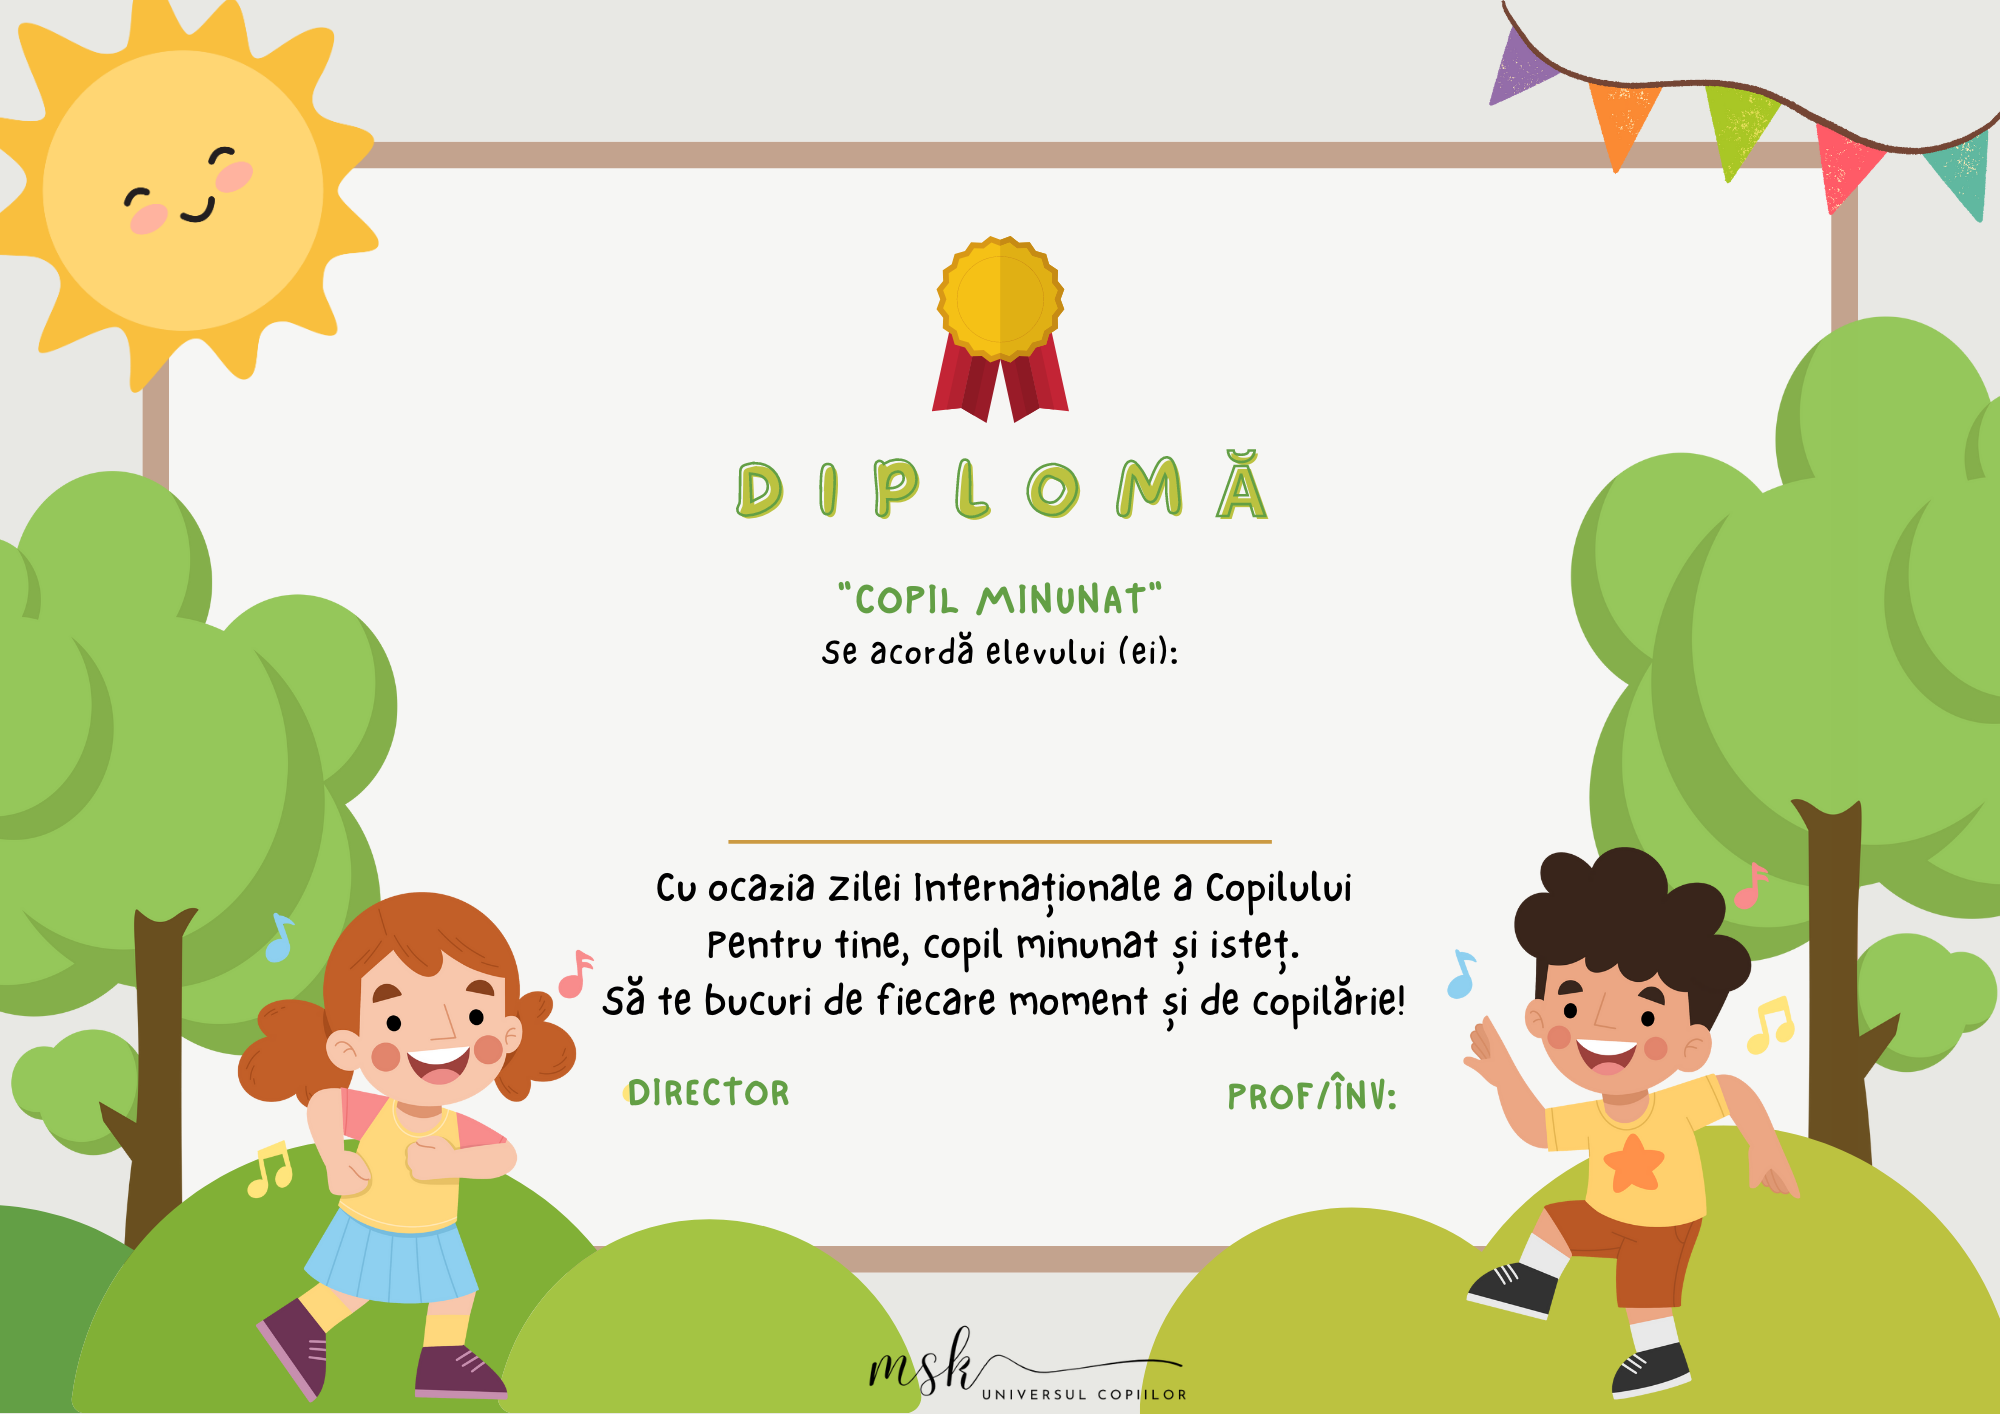 DIPLOMĂ
"COPIL MINUNAT"
Se acordă elevului (ei):
Cu ocazia Zilei Internaționale a Copilului
Pentru tine, copil minunat și isteț.
Să te bucuri de fiecare moment și de copilărie!
DIRECTOR
PROF/ÎNV:
msk
UNIVERSUL COPIILOR